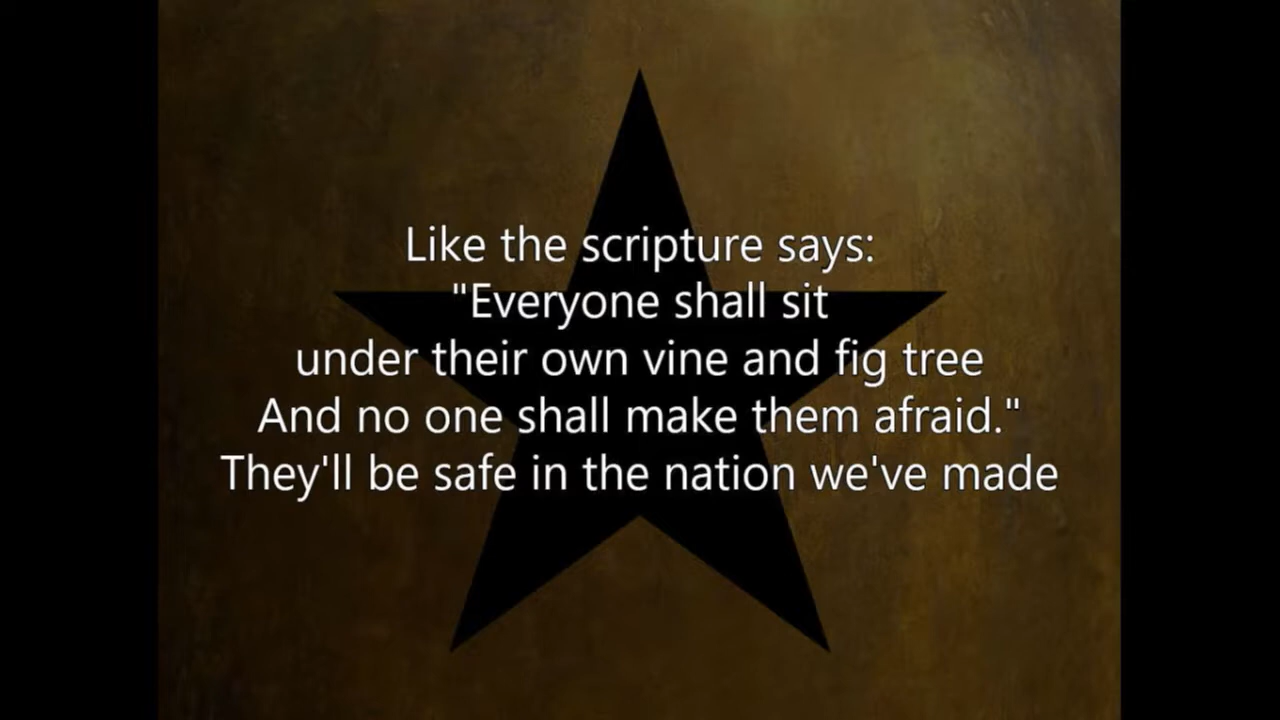 Like the scripture says:
"Everyone shall sit
under their own vine and fig tree
And no one shall make them afraid."
They'll be safe in the nation we've made